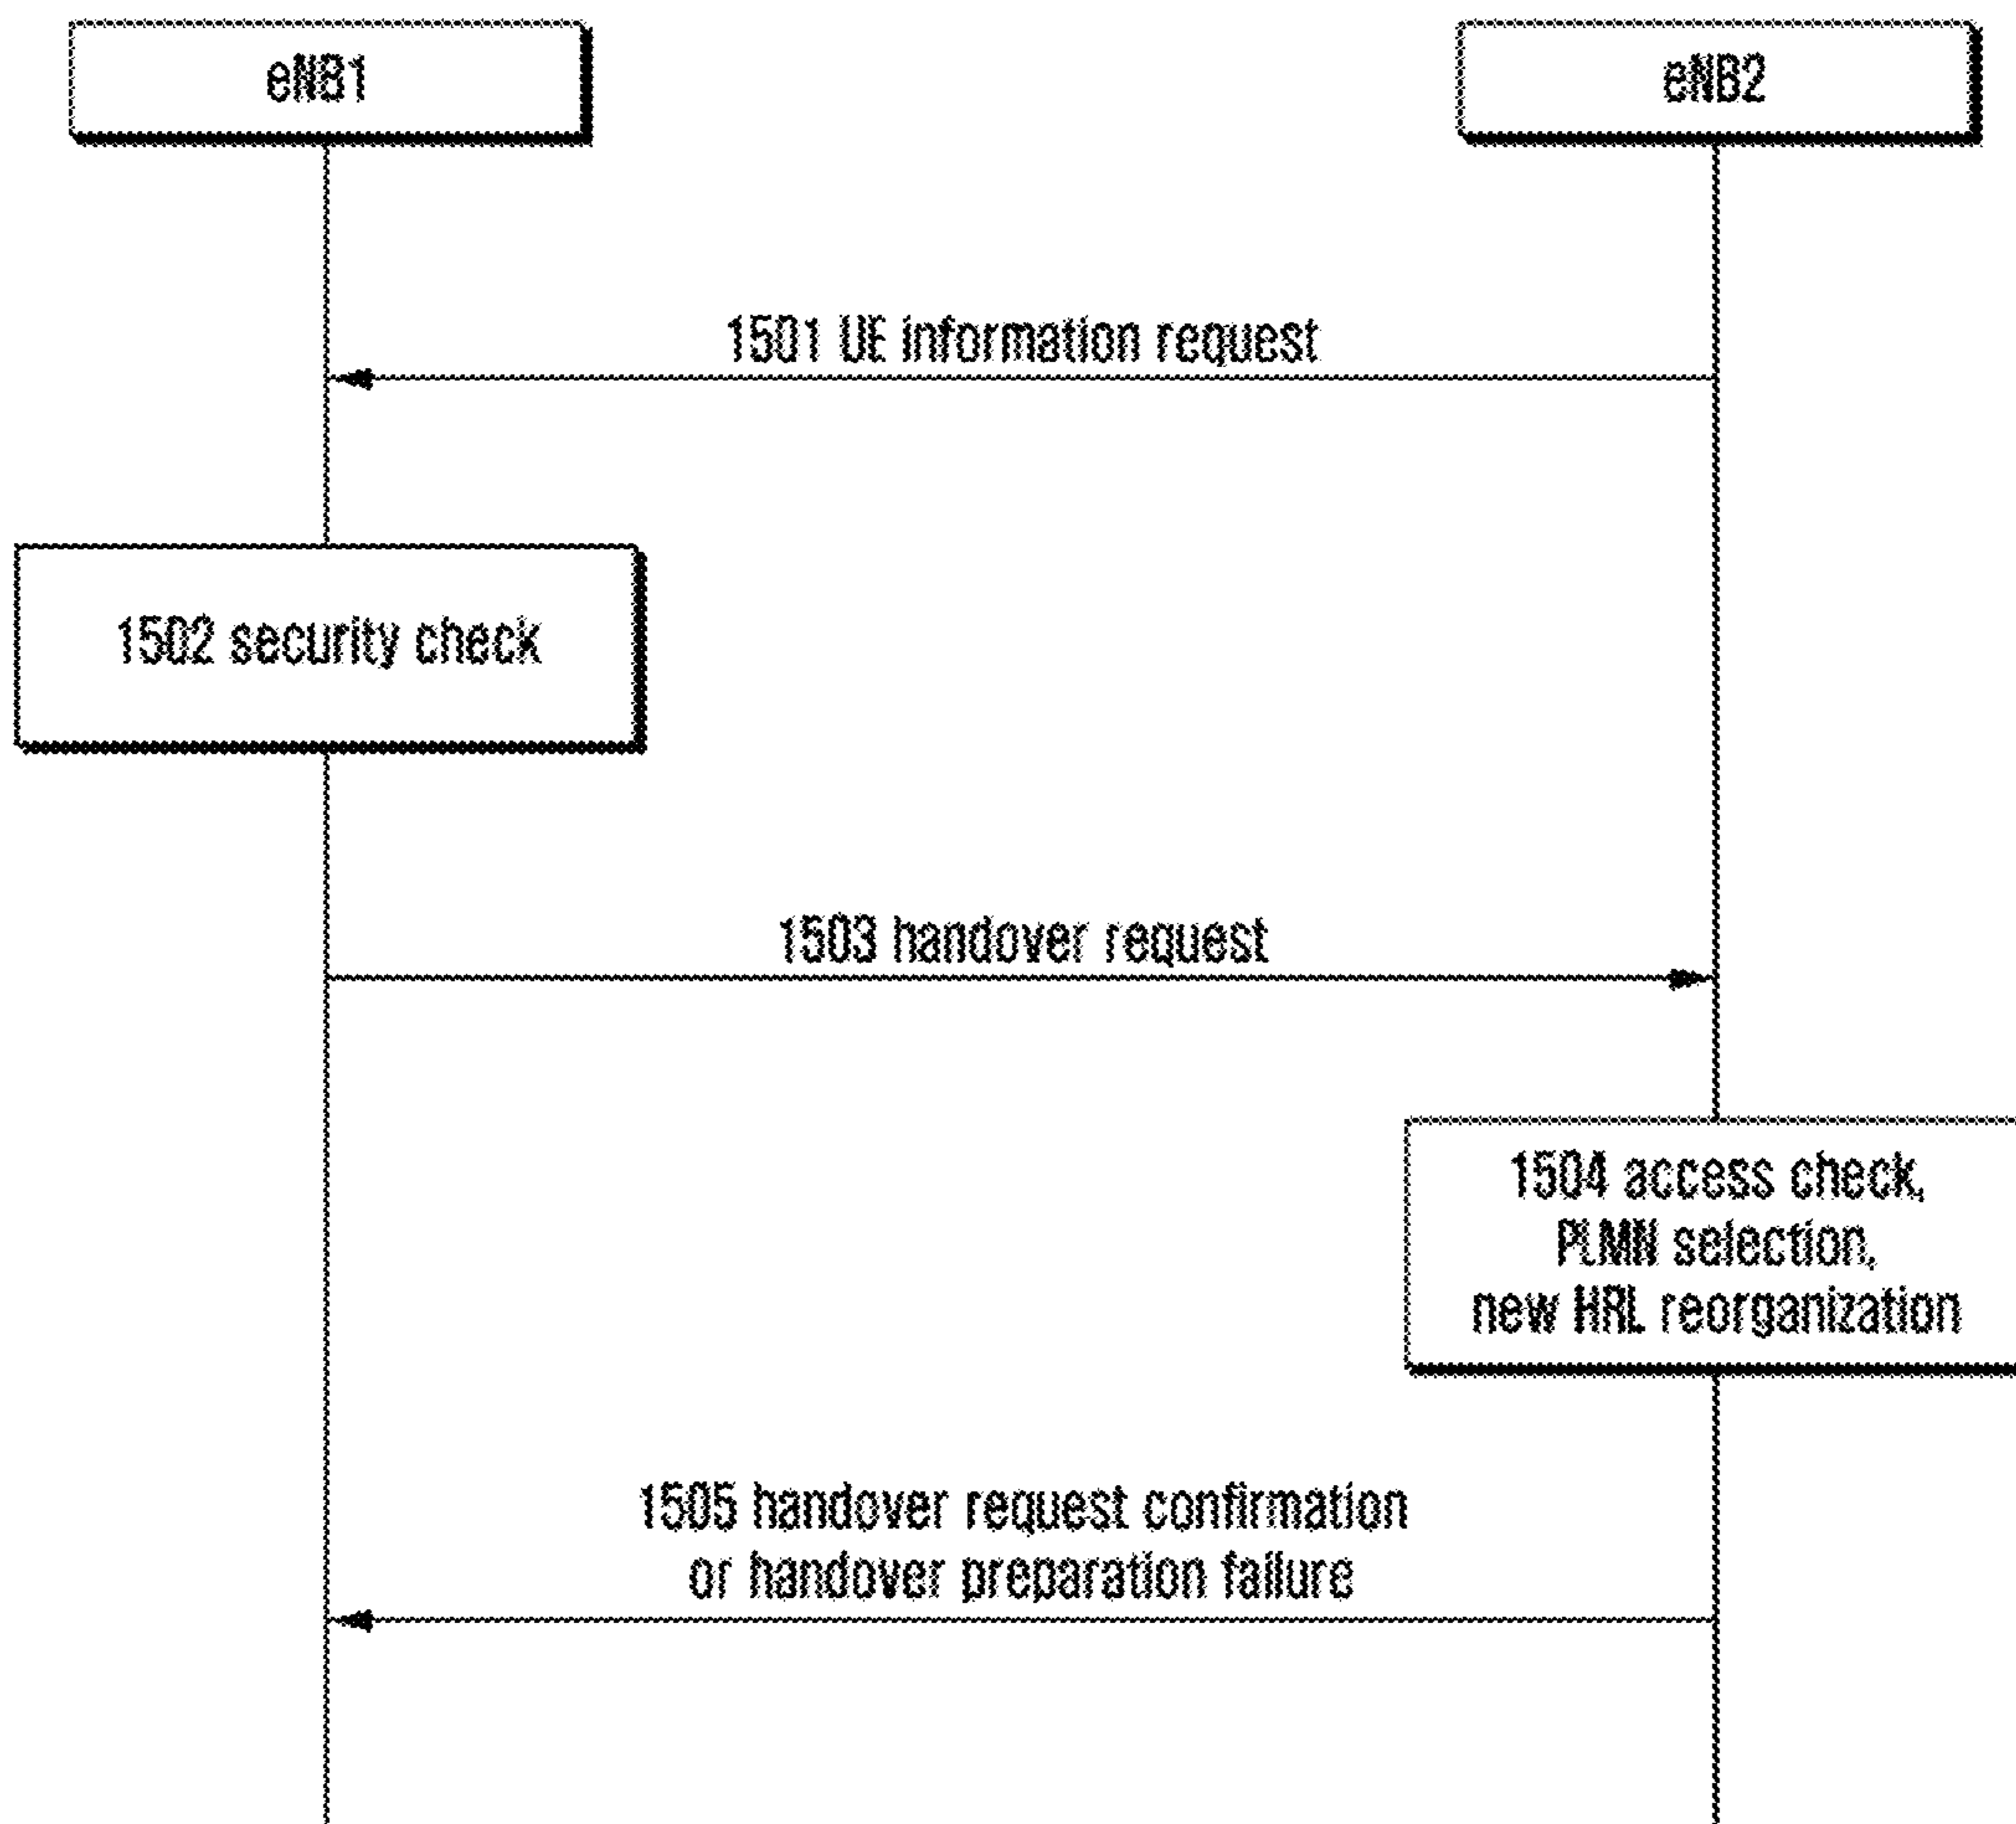 eNB1
eNB2
1501 UE information request
1502 security check
1503 handover request
1504 access check,
PLMN selection,
new HRL reorganization
1505 handover request confirmation
or handover preparation failure